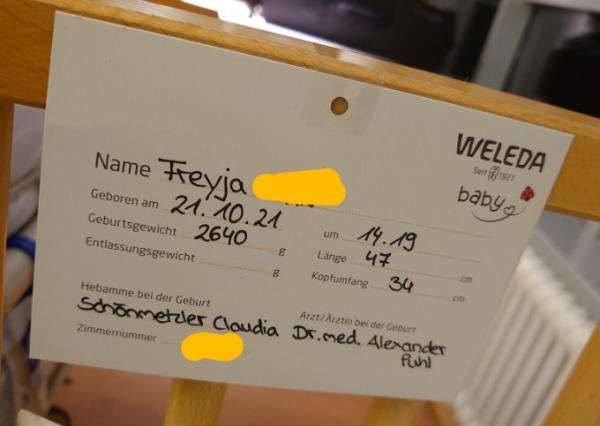 WELEDA
Seit 1921
baby
Name Freyja
Geboren am 21.10.21 um 14.19
Geburtsgewicht 2640 g Länge 47 cm
Entlassungsgewicht g Kopfumfang 34 cm
Hebamme bei der Geburt Arzt/Ärztin bei der Geburt
Schönmetzler Claudia Dr. med. Alexander
Puhl
Zimmernummer